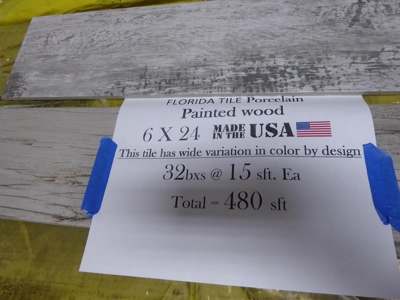 FLORIDA TILE Porcelain
Painted wood
6 X 24 MADE IN THE USA
This tile has wide variation in color by design
32bxs @ 15 sft. Ea
Total = 480 sft